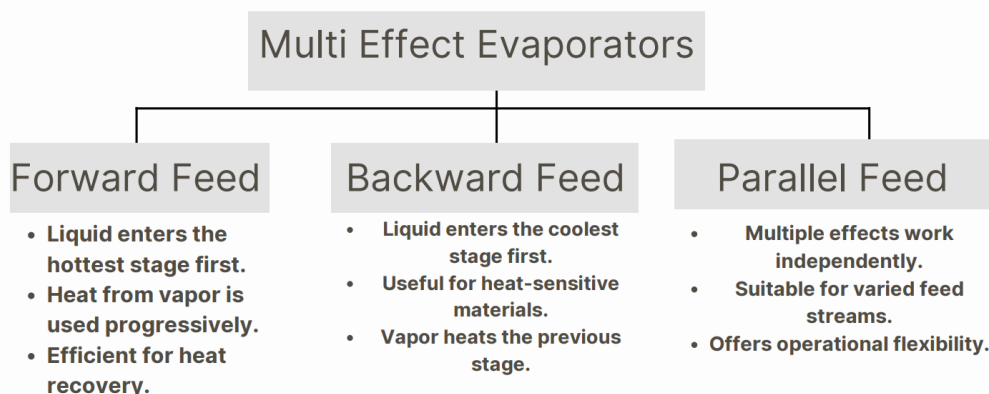 Multi Effect Evaporators
Forward Feed
• Liquid enters the
hottest stage first.
• Heat from vapor is
used progressively.
• Efficient for heat
recovery.
Backward Feed
• Liquid enters the coolest
stage first.
• Useful for heat-sensitive
materials.
• Vapor heats the previous
stage.
Parallel Feed
• Multiple effects work
independently.
• Suitable for varied feed
streams.
• Offers operational flexibility.